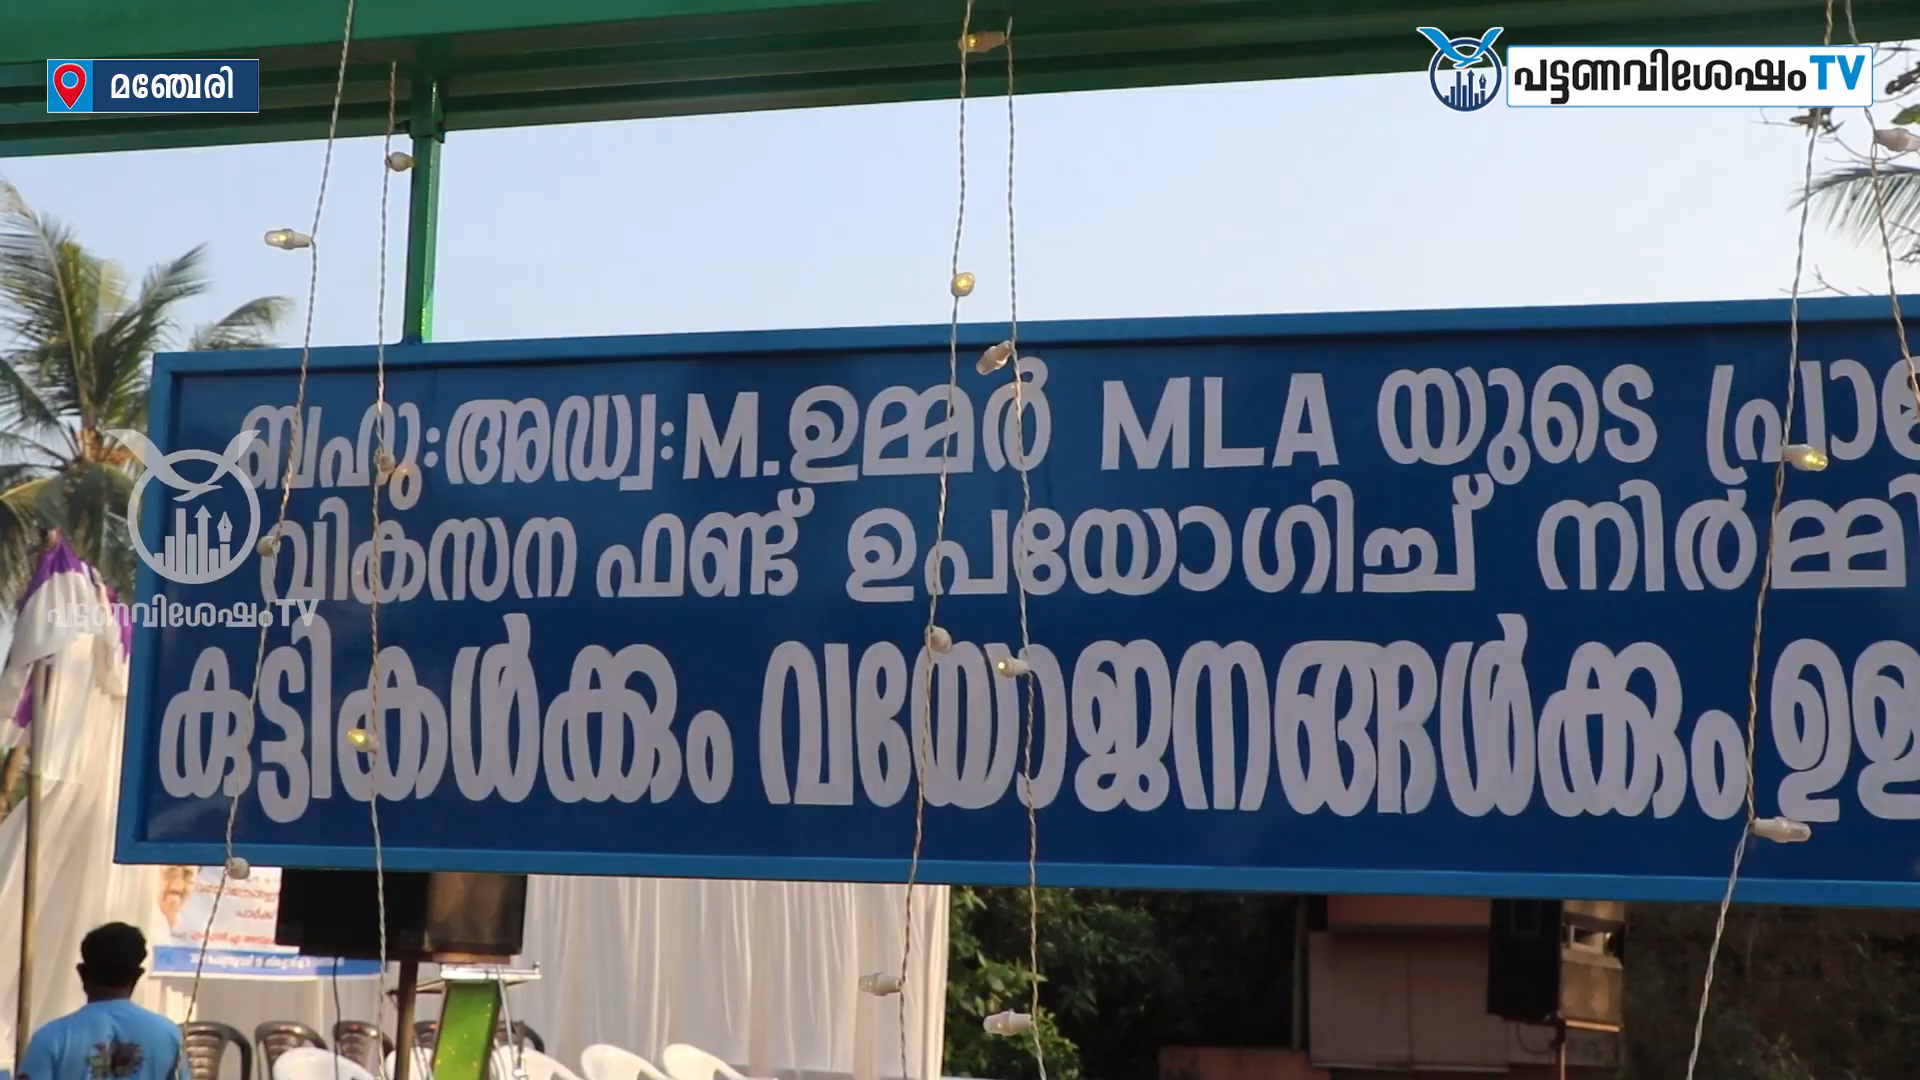 മഞ്ചേരി
പട്ടണവിശേഷംTV
ബഹു:അഡ്വ:M.ഉമ്മർ MLA യുടെ
വികസന ഫണ്ട് ഉപയോഗിച്ച്
പട്ടണവിശേഷംTV
കുട്ടികൾക്കും വയോജനങ്ങൾക്കും